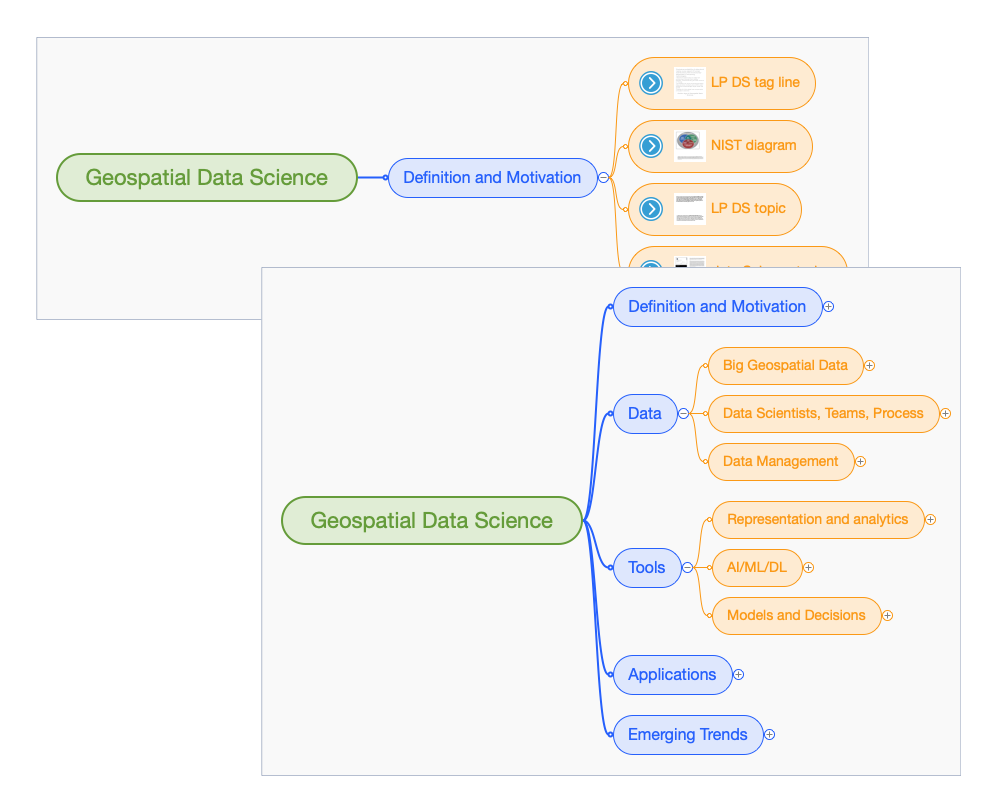 LP DS tag line
NIST diagram
Geospatial Data Science
Definition and Motivation
LP DS topic
Definition and Motivation
Big Geospatial Data
Data
Data Scientists, Teams, Process
Data Management
Geospatial Data Science
Representation and analytics
Tools
AI/ML/DL
Models and Decisions
Applications
Emerging Trends